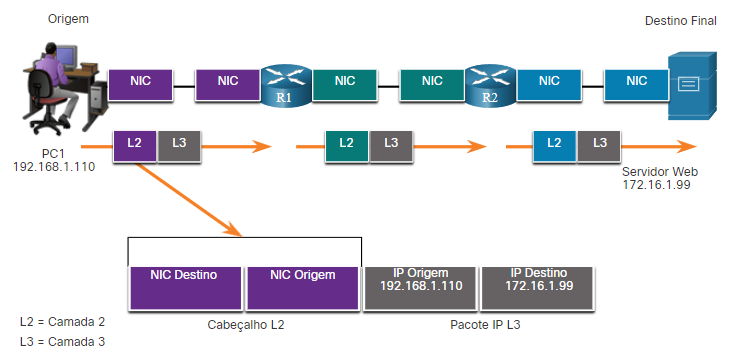 Origem
Destino Final
NIC
NIC
R1
NIC
NIC
R2
NIC
NIC
PC1
192.168.1.110
L2
L3
L2
L3
L2
L3
Servidor Web
172.16.1.99
NIC Destino
NIC Origem
IP Origem
192.168.1.110
IP Destino
172.16.1.99
L2 = Camada 2
Cabeçalho L2
Pacote IP L3
L3 = Camada 3